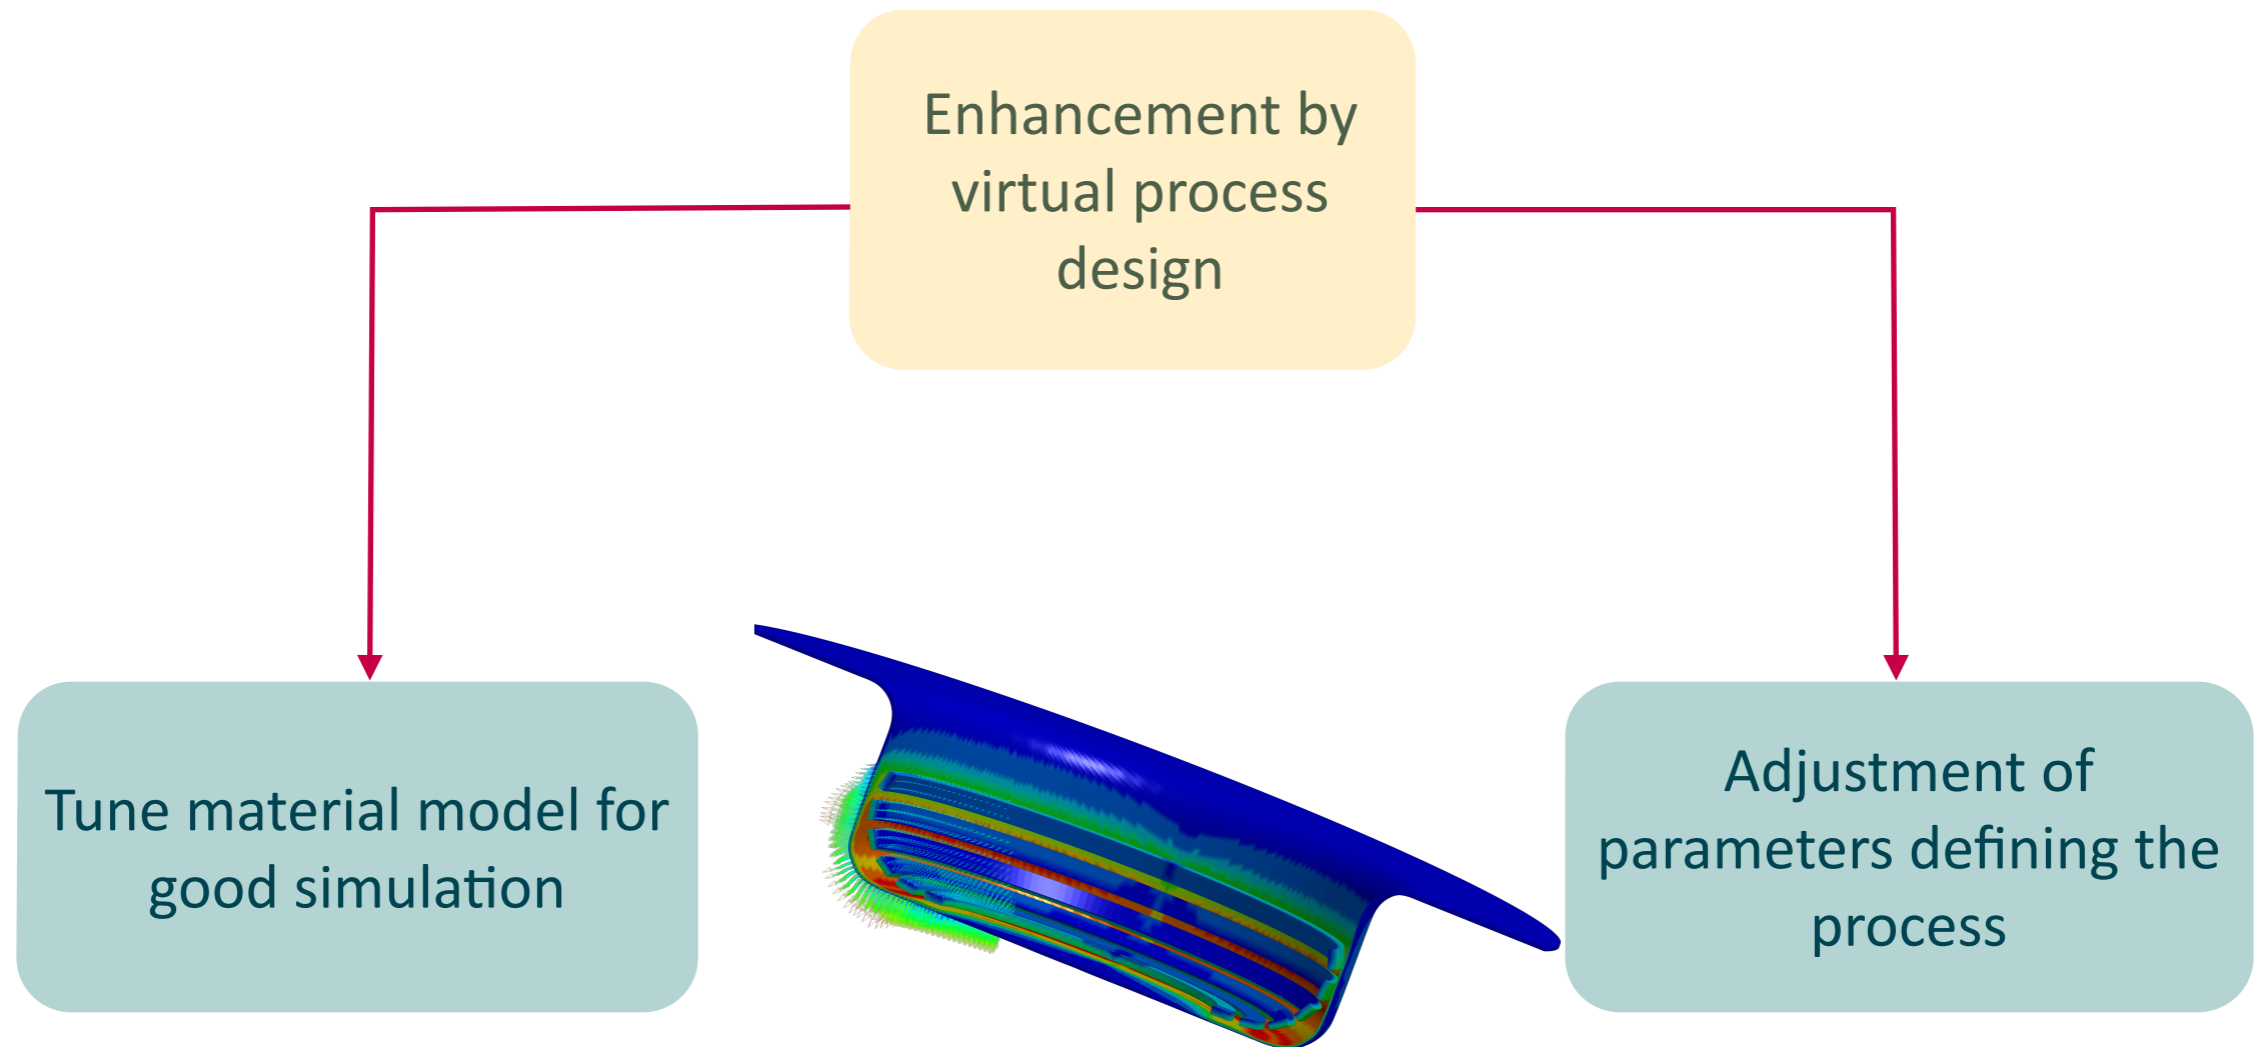 Enhancement by
virtual process
design
Tune material model for
good simulation
Adjustment of
parameters defining the
process